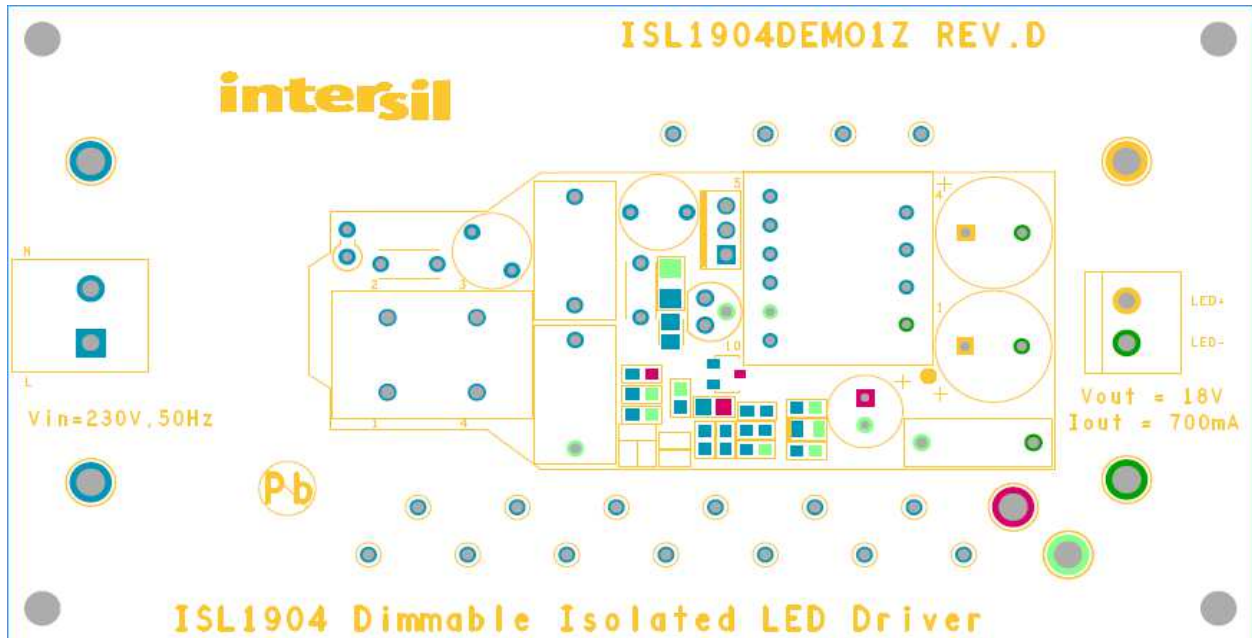 ISL1904DEMO1Z REV.D
intersil
4
N
2 3
1
LED+
10
LED-
L
Vin=230V,50Hz
1 4
Vout = 18V
Iout = 700mA
Pb
ISL1904 Dimmable Isolated LED Driver